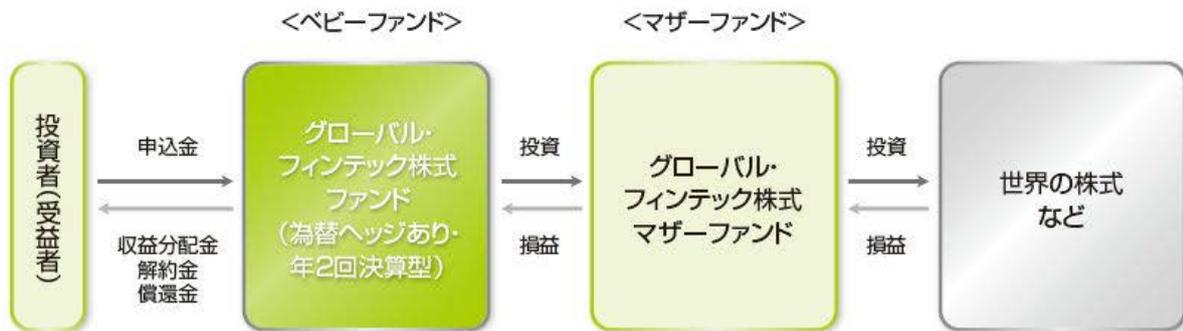 <ベビーファンド>
<マザーファンド>
投資者(受益者)
申込金
収益分配金
解約金
償還金
グローバル・
フィンテック株式
ファンド
(為替ヘッジあり・
年2回決算型)
投資
損益
グローバル・
フィンテック株式
マザーファンド
投資
損益
世界の株式
など